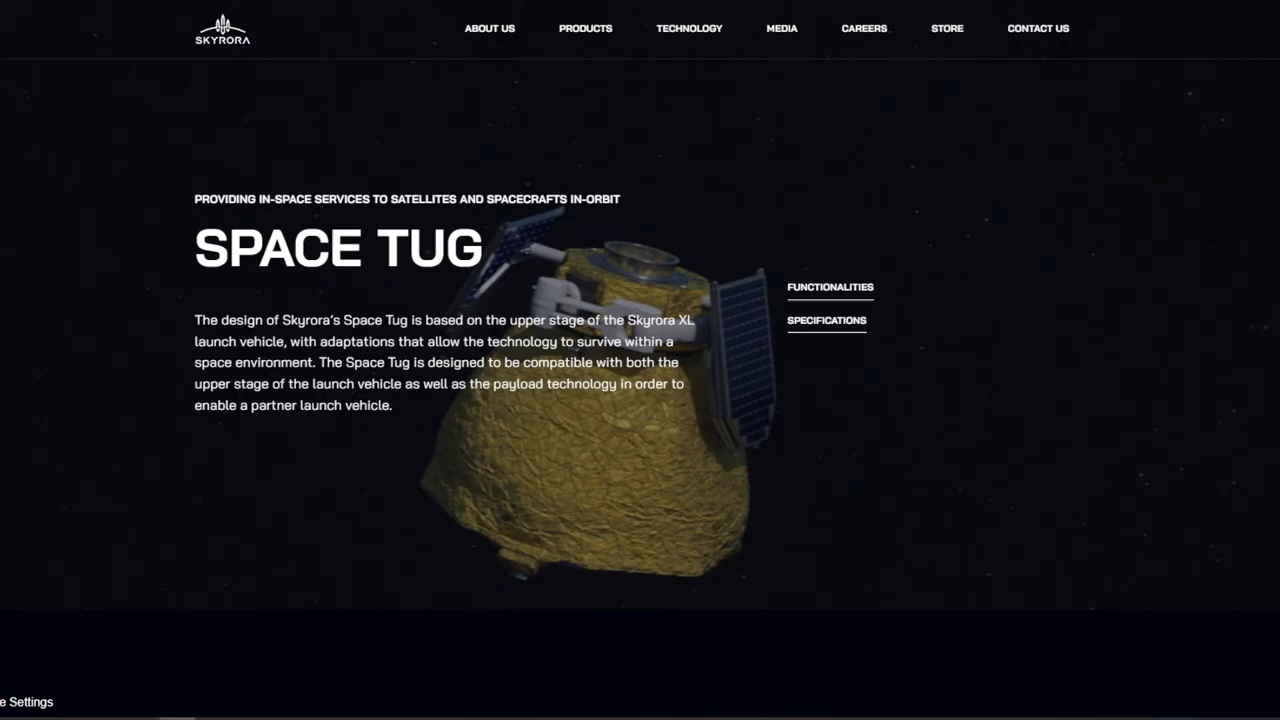 SKYRORA
ABOUT US PRODUCTS TECHNOLOGY MEDIA CAREERS STORE CONTACT US
PROVIDING IN-SPACE SERVICES TO SATELLITES AND SPACECRAFTS IN-ORBIT
SPACE TUG
The design of Skyrora's Space Tug is based on the upper stage of the Skyrora XL
launch vehicle, with adaptations that allow the technology to survive within a
space environment. The Space Tug is designed to be compatible with both the
upper stage of the launch vehicle as well as the payload technology in order to
enable a partner launch vehicle.
FUNCTIONALITIES
SPECIFICATIONS
e Settings